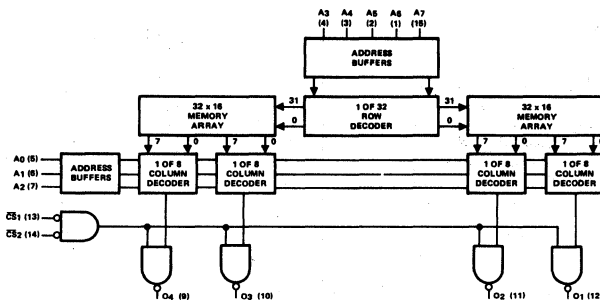 A3 A4 A5 A6 A7
(4) (3) (2) (1) (15)
ADDRESS
BUFFERS
32 x 16
MEMORY
ARRAY
31
0
1 OF 32
ROW
DECODER
31
0
32 x 16
MEMORY
ARRAY
7 0 7 0 7 0 7 0
A0 (5)
A1 (6)
A2 (7)
ADDRESS
BUFFERS
1 OF 8
COLUMN
DECODER
1 OF 8
COLUMN
DECODER
1 OF 8
COLUMN
DECODER
1 OF 8
COLUMN
DECODER
CS1 (13)
CS2 (14)
O4 (9) O3 (10) O2 (11) O1 (12